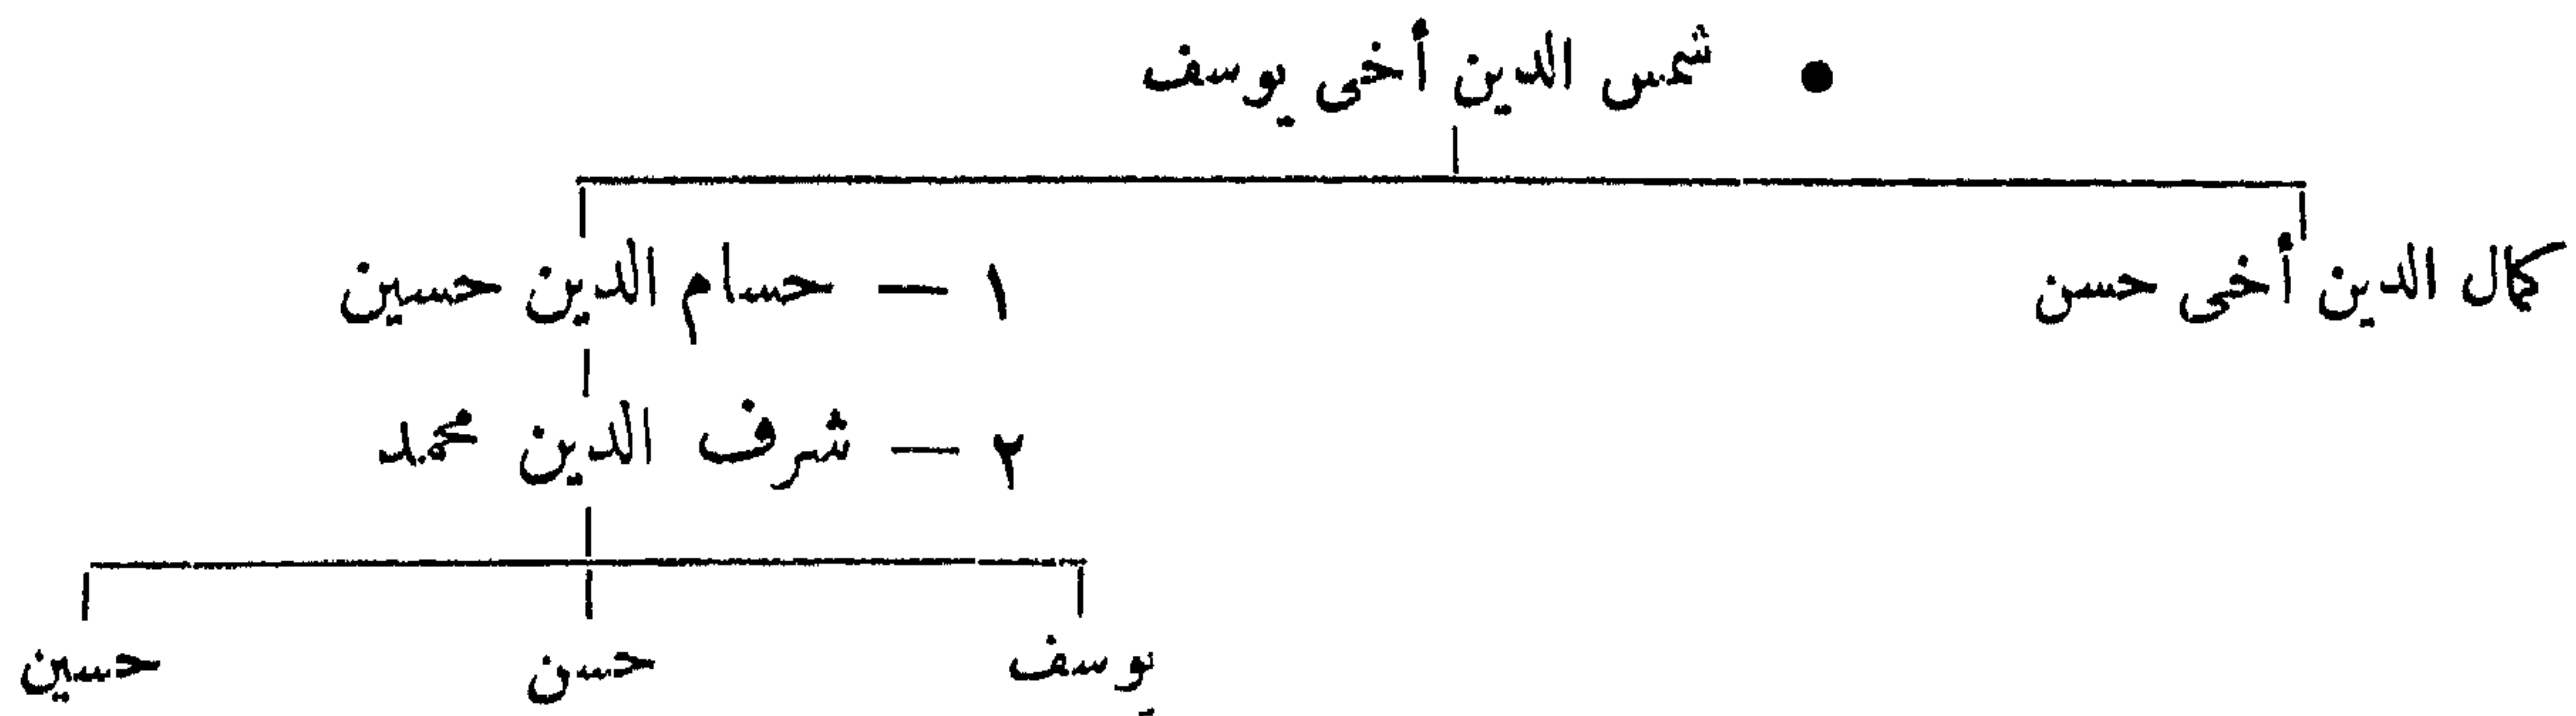 ● شمس الدين أخى يوسف
كمال الدين أخى حسن
١ — حسام الدين حسين
٢ — شرف الدين محمد
يوسف
حسن
حسين